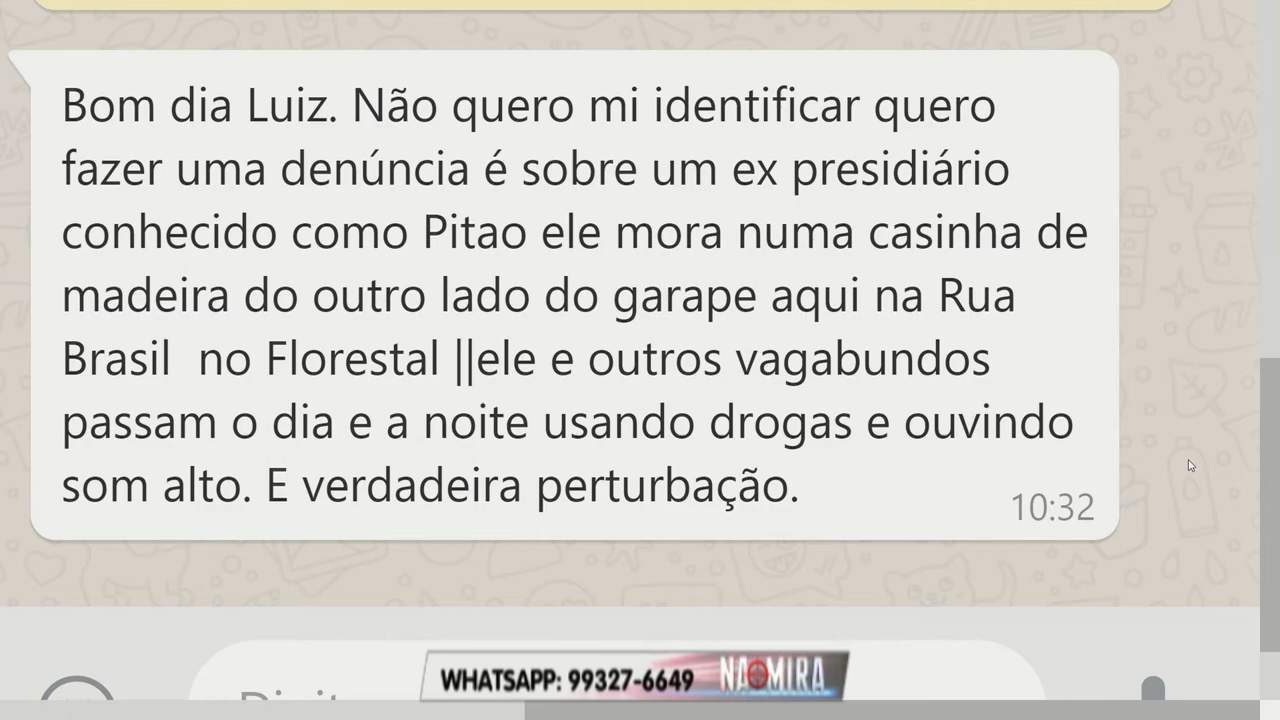 Bom dia Luiz. Não quero mi identificar quero
fazer uma denúncia é sobre um ex presidiário
conhecido como Pitao ele mora numa casinha de
madeira do outro lado do garape aqui na Rua
Brasil  no Florestal ||ele e outros vagabundos
passam o dia e a noite usando drogas e ouvindo
som alto. E verdadeira perturbação.
10:32
WHATSAPP: 99327-6649 NA MIRA